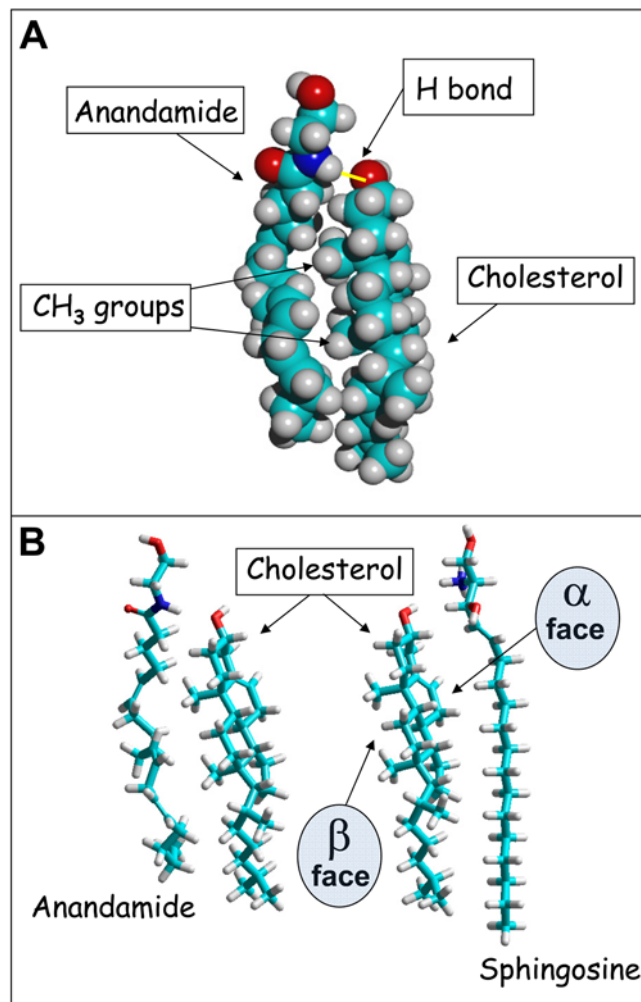 A
Anandamide
H bond
CH₃ groups
Cholesterol
B
Cholesterol
α
face
β
face
Anandamide
Sphingosine